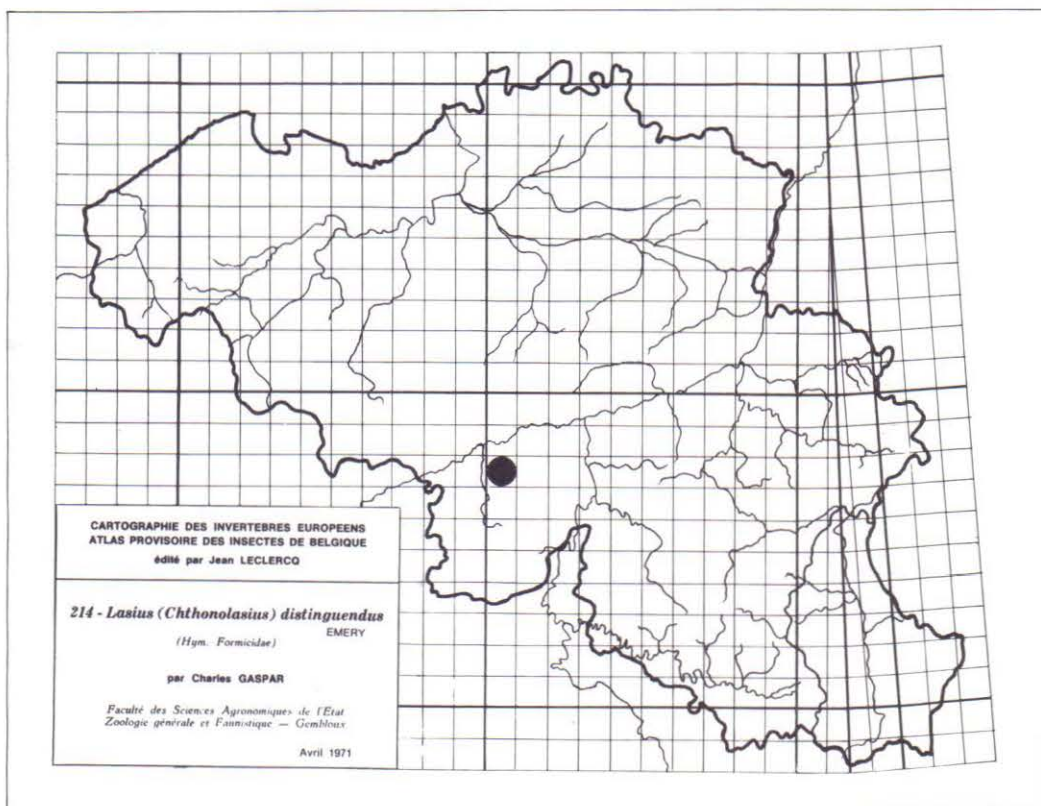 CARTOGRAPHIE DES INVERTEBRES EUROPEENS
ATLAS PROVISOIRE DES INSECTES DE BELGIQUE
édité par Jean LECLERCQ
214 - Lasius (Chthonolasius) distinguendus
EMERY
(Hym. Formicidae)
par Charles GASPAR
Faculté des Sciences Agronomiques de l'Etat
Zoologie générale et Faunistique — Gembloux
Avril 1971